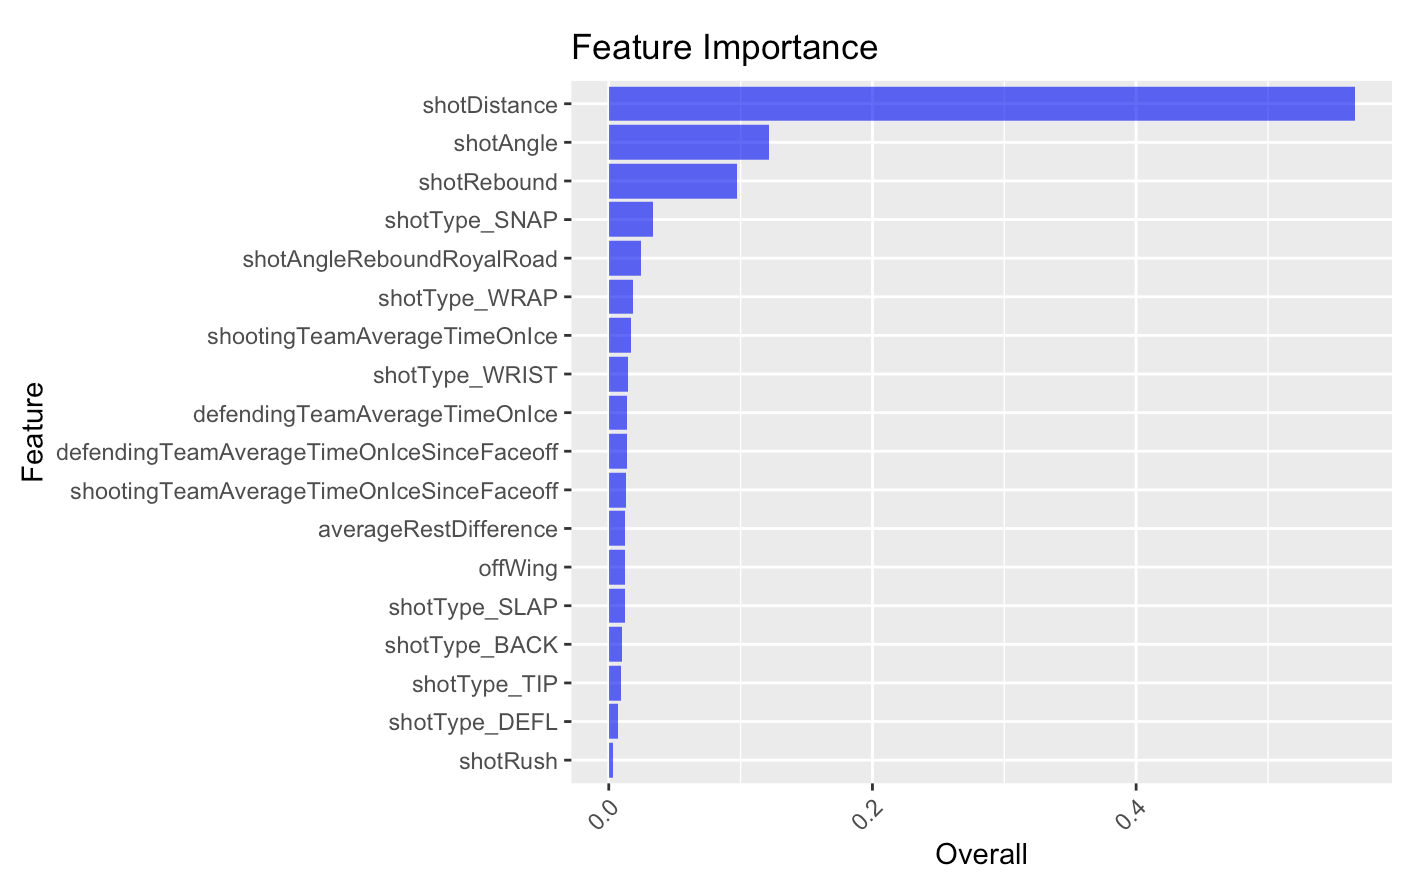 Feature Importance
shotDistance
shotAngle
shotRebound
shotType_SNAP
shotAngleReboundRoyalRoad
shotType_WRAP
shootingTeamAverageTimeOnIce
shotType_WRIST
defendingTeamAverageTimeOnIce
defendingTeamAverageTimeOnIceSinceFaceoff
shootingTeamAverageTimeOnIceSinceFaceoff
averageRestDifference
offWing
shotType_SLAP
shotType_BACK
shotType_TIP
shotType_DEFL
shotRush
Feature
0.0
0.2
0.4
Overall